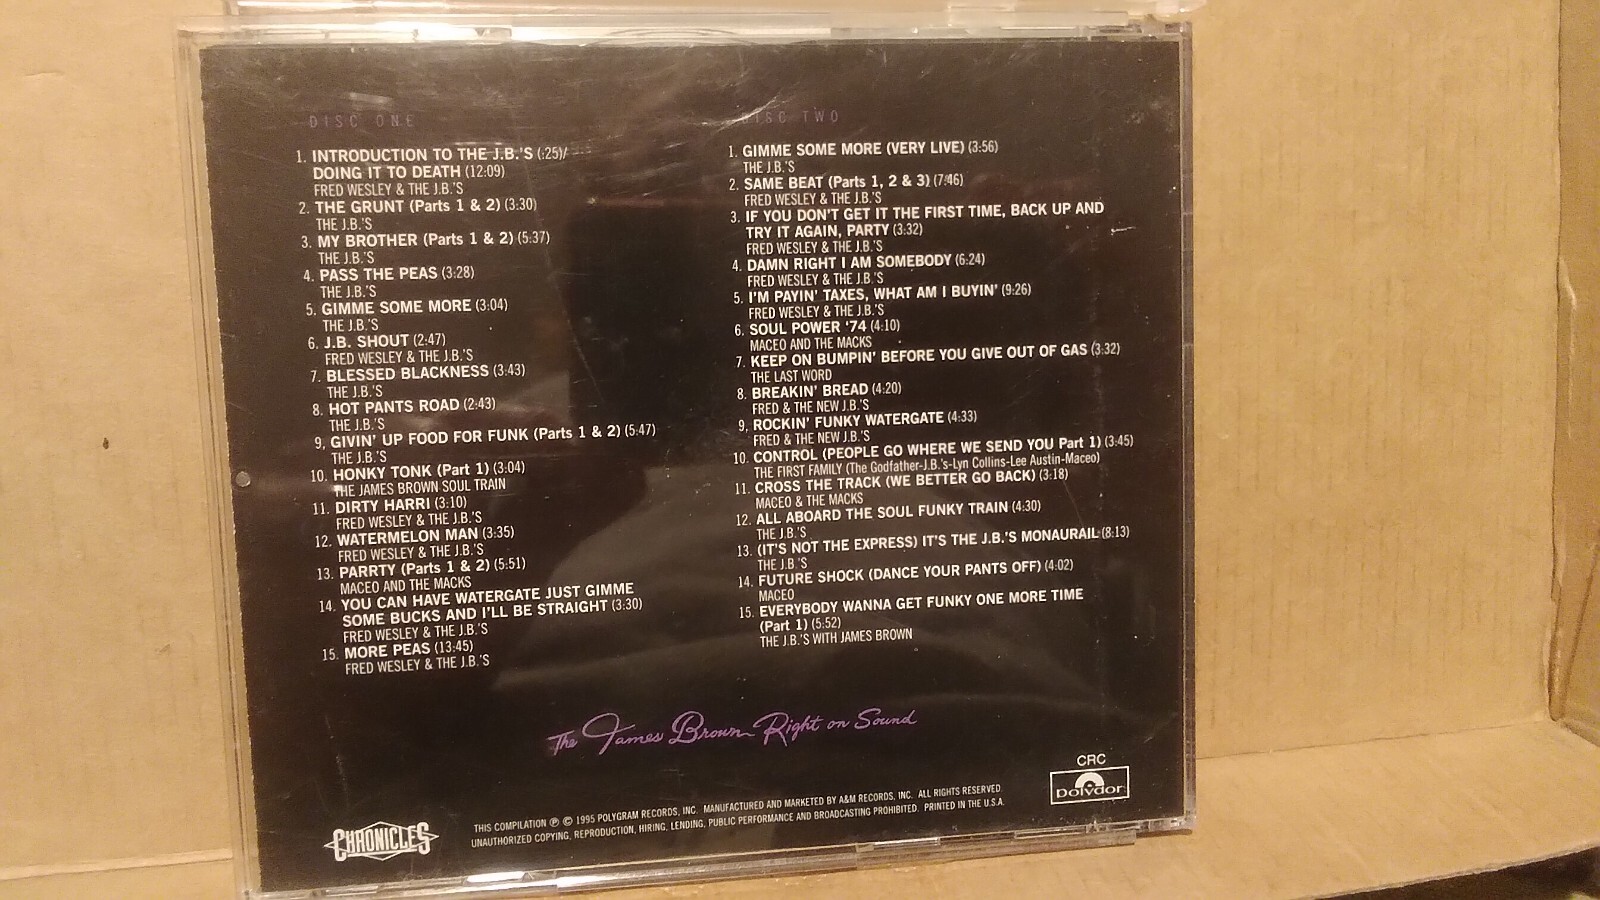 DISC ONE
1. INTRODUCTION TO THE J.B.'S (:25)/
DOING IT TO DEATH (12:09)
FRED WESLEY & THE J.B.'S
2. THE GRUNT (Parts 1 & 2) (3:30)
THE J.B.'S
3. MY BROTHER (Parts 1 & 2) (5:37)
THE J.B.'S
4. PASS THE PEAS (3:28)
THE J.B.'S
5. GIMME SOME MORE (3:04)
THE J.B.'S
6. J.B. SHOUT (2:47)
FRED WESLEY & THE J.B.'S
7. BLESSED BLACKNESS (3:43)
THE J.B.'S
8. HOT PANTS ROAD (2:43)
THE J.B.'S
9, GIVIN' UP FOOD FOR FUNK (Parts 1 & 2) (5:47)
THE J.B.'S
10. HONKY TONK (Part 1) (3:04)
THE JAMES BROWN SOUL TRAIN
11. DIRTY HARRI (3:10)
FRED WESLEY & THE J.B.'S
12. WATERMELON MAN (3:35)
FRED WESLEY & THE J.B.'S
13. PARRTY (Parts 1 & 2) (5:51)
MACEO AND THE MACKS
14. YOU CAN HAVE WATERGATE JUST GIMME
SOME BUCKS AND I'LL BE STRAIGHT (3:30)
FRED WESLEY & THE J.B.'S
15. MORE PEAS (13:45)
FRED WESLEY & THE J.B.'S
DISC TWO
1. GIMME SOME MORE (VERY LIVE) (3:56)
THE J.B.'S
2. SAME BEAT (Parts 1, 2 & 3) (7:46)
FRED WESLEY & THE J.B.'S
3. IF YOU DON'T GET IT THE FIRST TIME, BACK UP AND
TRY IT AGAIN, PARTY (3:32)
FRED WESLEY & THE J.B.'S
4. DAMN RIGHT I AM SOMEBODY (6:24)
FRED WESLEY & THE J.B.'S
5. I'M PAYIN' TAXES, WHAT AM I BUYIN' (9:26)
FRED WESLEY & THE J.B.'S
6. SOUL POWER '74 (4:10)
MACEO AND THE MACKS
7. KEEP ON BUMPIN' BEFORE YOU GIVE OUT OF GAS (3:32)
THE LAST WORD
8. BREAKIN' BREAD (4:20)
FRED & THE NEW J.B.'S
9, ROCKIN' FUNKY WATERGATE (4:33)
FRED & THE NEW J.B.'S
10. CONTROL (PEOPLE GO WHERE WE SEND YOU Part 1) (3:45)
THE FIRST FAMILY (The Godfather-J.B.'s-Lyn Collins-Lee Austin-Maceo)
11. CROSS THE TRACK (WE BETTER GO BACK) (3:18)
MACEO & THE MACKS
12. ALL ABOARD THE SOUL FUNKY TRAIN (4:30)
THE J.B.'S
13. (IT'S NOT THE EXPRESS) IT'S THE J.B.'S MONAURAIL (8:13)
THE J.B.'S
14. FUTURE SHOCK (DANCE YOUR PANTS OFF) (4:02)
MACEO
15. EVERYBODY WANNA GET FUNKY ONE MORE TIME
(Part 1) (5:52)
THE J.B.'S WITH JAMES BROWN
The James Brown Right on Sound
CRC
polydor
CHRONICLES
THIS COMPILATION ℗ © 1995 POLYGRAM RECORDS, INC. MANUFACTURED AND MARKETED BY A&M RECORDS, INC. ALL RIGHTS RESERVED.
UNAUTHORIZED COPYING, REPRODUCTION, HIRING, LENDING, PUBLIC PERFORMANCE AND BROADCASTING PROHIBITED. PRINTED IN THE U.S.A.